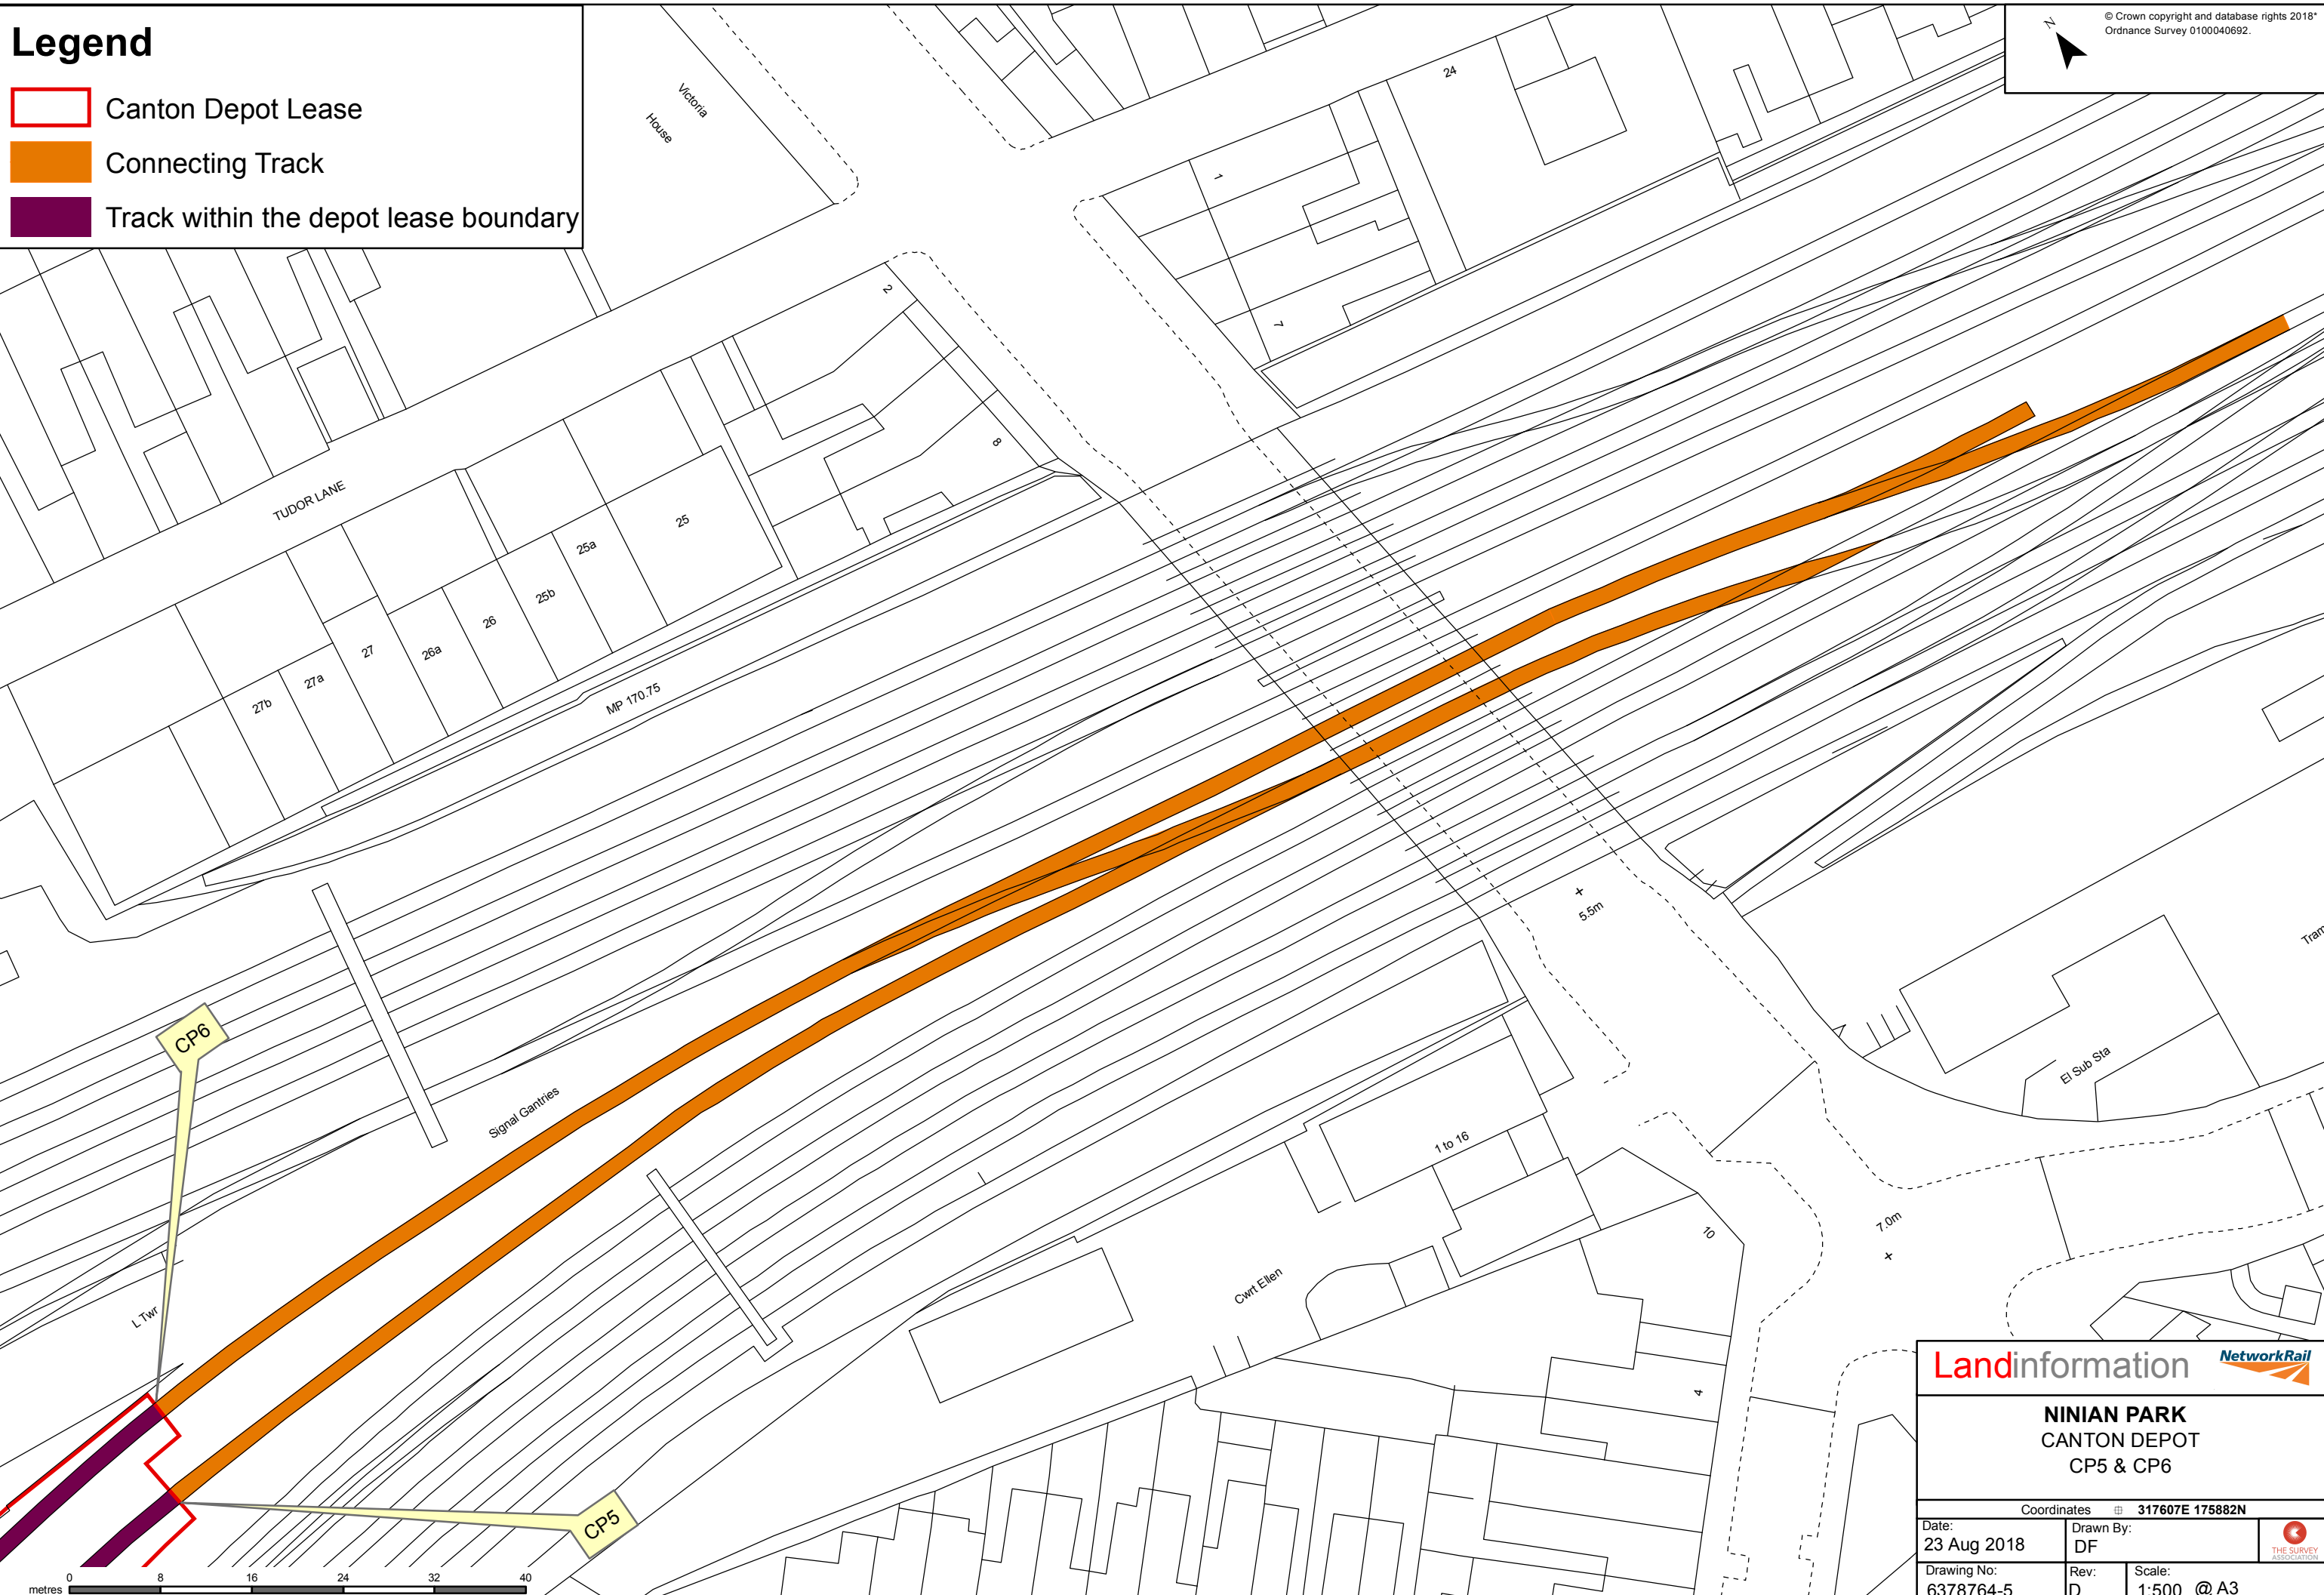 Legend
Canton Depot Lease
Connecting Track
Track within the depot lease boundary
N
© Crown copyright and database rights 2018*
Ordnance Survey 0100040692.
Victoria
House
24
1
7
2
8
TUDOR LANE
25
25a
25b
26
26a
27
27a
27b
MP 170.75
5.5m
Tram
El Sub Sta
CP6
Signal Gantries
1 to 16
10
7.0m
L Twr
Cwrt Ellen
4
CP5
metres 0 8 16 24 32 40
Landinformation
NetworkRail
NINIAN PARK
CANTON DEPOT
CP5 & CP6
Coordinates 317607E 175882N
Date:
23 Aug 2018
Drawn By:
DF
THE SURVEY
ASSOCIATION
Drawing No:
6378764-5
Rev:
D
Scale:
1:500 @ A3